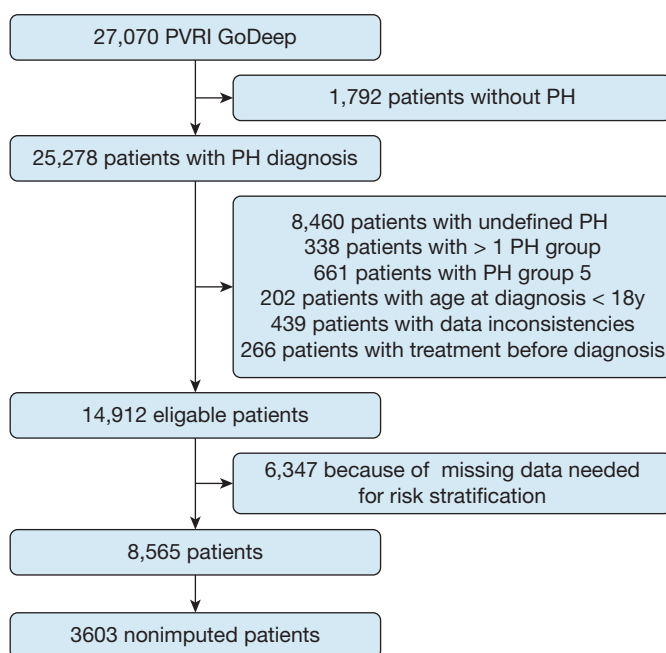 27,070 PVRI GoDeep
1,792 patients without PH
25,278 patients with PH diagnosis
8,460 patients with undefined PH
338 patients with > 1 PH group
661 patients with PH group 5
202 patients with age at diagnosis < 18y
439 patients with data inconsistencies
266 patients with treatment before diagnosis
14,912 eligable patients
6,347 because of missing data needed
for risk stratification
8,565 patients
3603 nonimputed patients